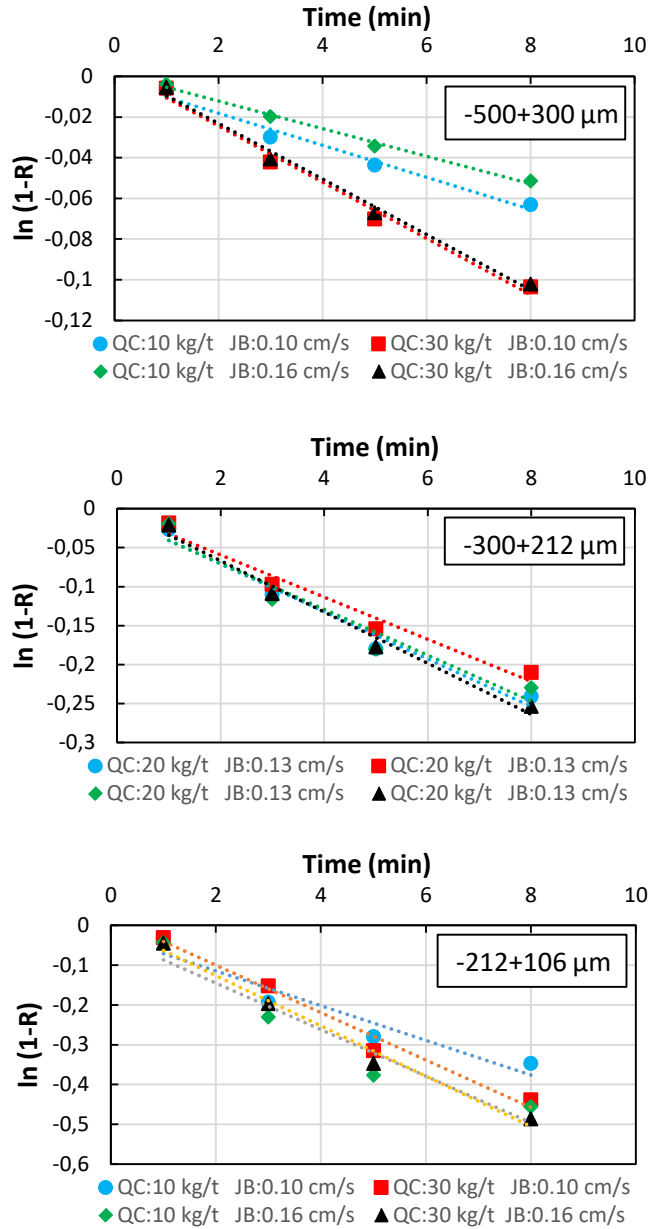 Time (min)
0 2 4 6 8 10
0
-0,02
-0,04
-0,06
-0,08
-0,1
-0,12
ln (1-R)
-500+300 µm
QC:10 kg/t JB:0.10 cm/s QC:30 kg/t JB:0.10 cm/s
QC:10 kg/t JB:0.16 cm/s QC:30 kg/t JB:0.16 cm/s
Time (min)
0 2 4 6 8 10
0
-0,05
-0,1
-0,15
-0,2
-0,25
-0,3
ln (1-R)
-300+212 µm
QC:20 kg/t JB:0.13 cm/s QC:20 kg/t JB:0.13 cm/s
QC:20 kg/t JB:0.13 cm/s QC:20 kg/t JB:0.13 cm/s
Time (min)
0 2 4 6 8 10
0
-0,1
-0,2
-0,3
-0,4
-0,5
-0,6
ln (1-R)
-212+106 µm
QC:10 kg/t JB:0.10 cm/s QC:30 kg/t JB:0.10 cm/s
QC:10 kg/t JB:0.16 cm/s QC:30 kg/t JB:0.16 cm/s